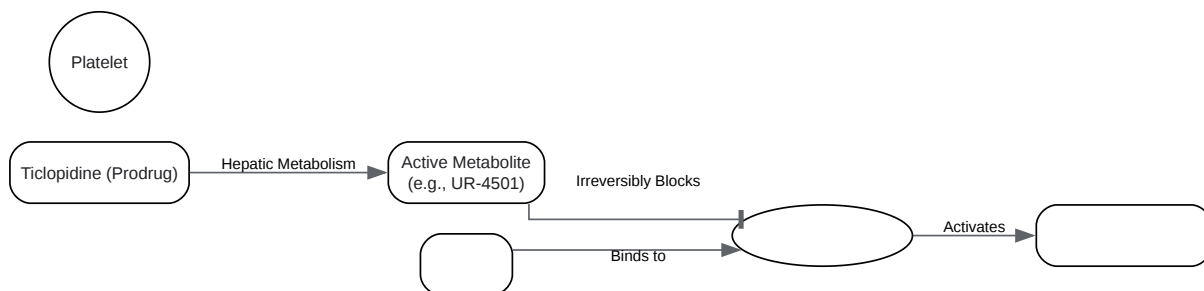 Platelet
Ticlopidine (Prodrug)
Hepatic Metabolism
Active Metabolite
(e.g., UR-4501)
Irreversibly Blocks
Binds to
Activates